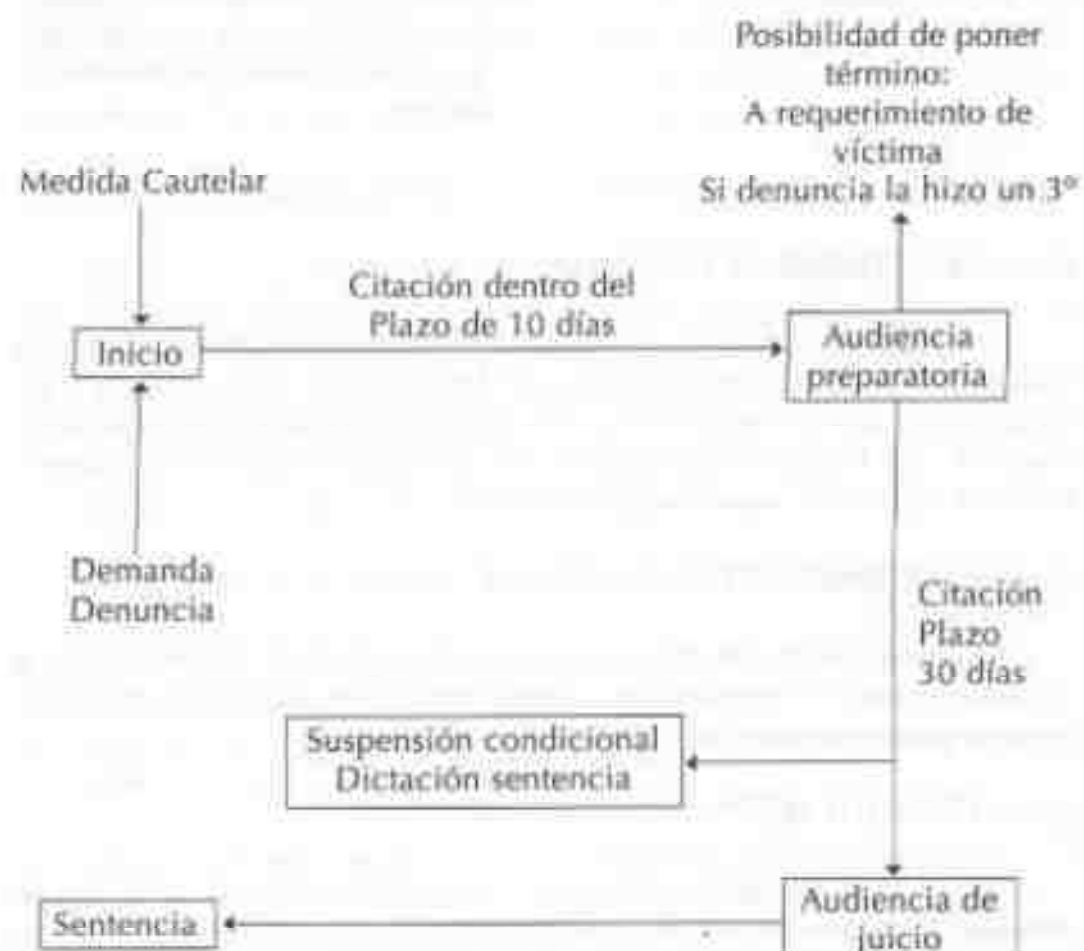 Posibilidad de poner
término:
A requerimiento de
víctima
Si denuncia la hizo un 3º
Medida Cautelar
Citación dentro del
Plazo de 10 días
Inicio
Audiencia
preparatoria
Demanda
Denuncia
Citación
Plazo
30 días
Suspensión condicional
Dictación sentencia
Audiencia de
juicio
Sentencia